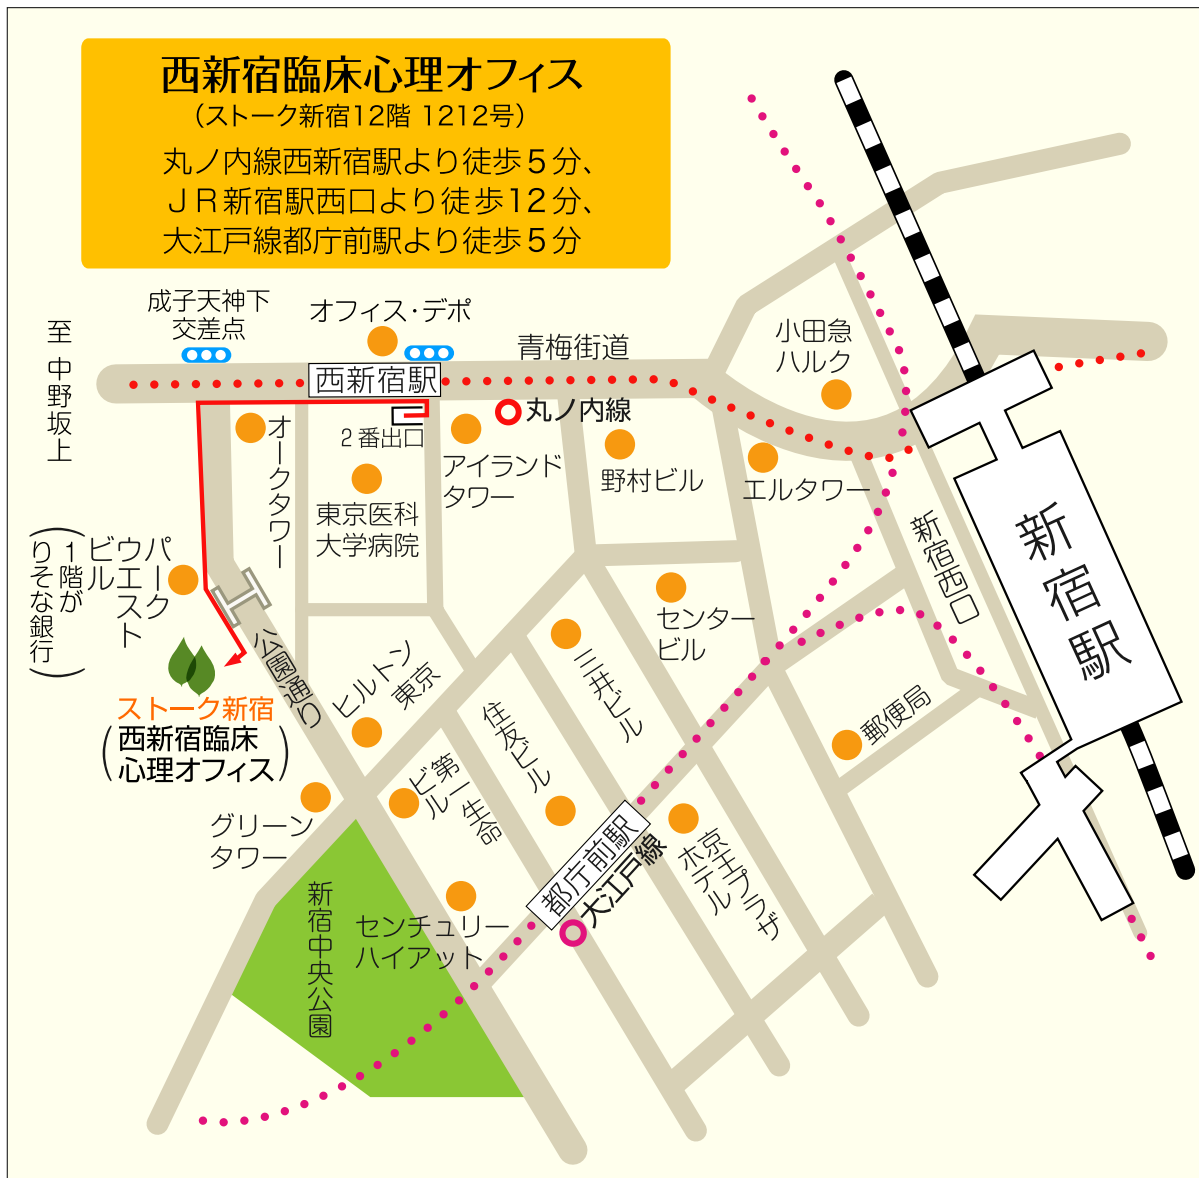 西新宿臨床心理オフィス
（ストーク新宿12階 1212号）
丸ノ内線西新宿駅より徒歩５分、
ＪＲ新宿駅西口より徒歩12分、
大江戸線都庁前駅より徒歩５分
成子天神下
交差点
オフィス・デポ
青梅街道
小田急
ハルク
至 中野坂上
西新宿駅
丸ノ内線
２番出口
オークタワー
アイランド
タワー
野村ビル
エルタワー
東京医科
大学病院
新宿西口
新宿駅
パーク
ウエスト
ビル
（１階が
りそな銀行）
公園通り
センター
ビル
三井ビル
ヒルトン
東京
ストーク新宿
（西新宿臨床
心理オフィス）
住友ビル
郵便局
第一生命
ビル
グリーン
タワー
都庁前駅
大江戸線
京王プラザ
ホテル
新宿中央公園
センチュリー
ハイアット